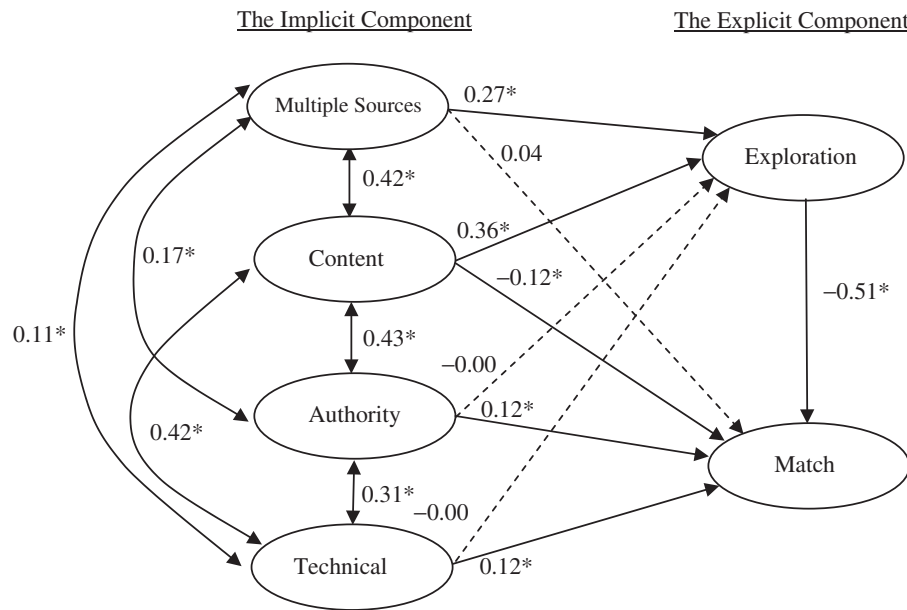 The Implicit Component
The Explicit Component
Multiple Sources
0.27*
0.04
Exploration
0.42*
0.36*
Content
0.17*
−0.12*
−0.51*
0.11*
0.43*
−0.00
Authority
0.12*
0.42*
Match
0.31*
−0.00
Technical
0.12*